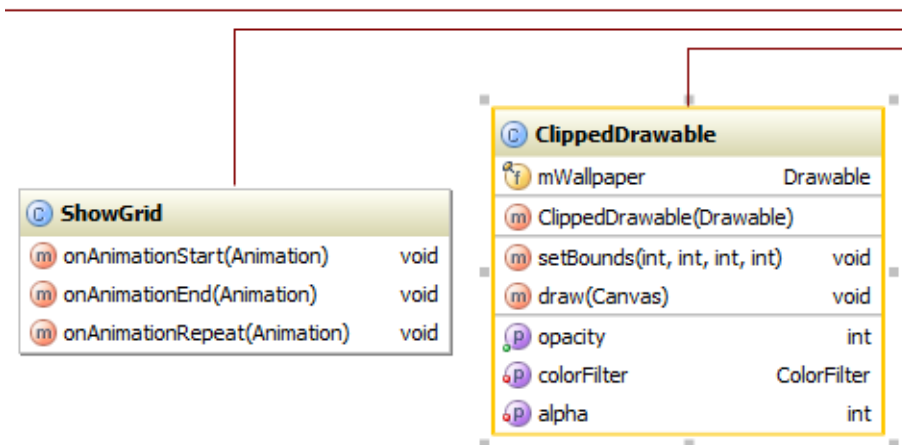 ShowGrid
onAnimationStart(Animation) void
onAnimationEnd(Animation) void
onAnimationRepeat(Animation) void
ClippedDrawable
mWallpaper Drawable
ClippedDrawable(Drawable)
setBounds(int, int, int, int) void
draw(Canvas) void
opacity int
colorFilter ColorFilter
alpha int